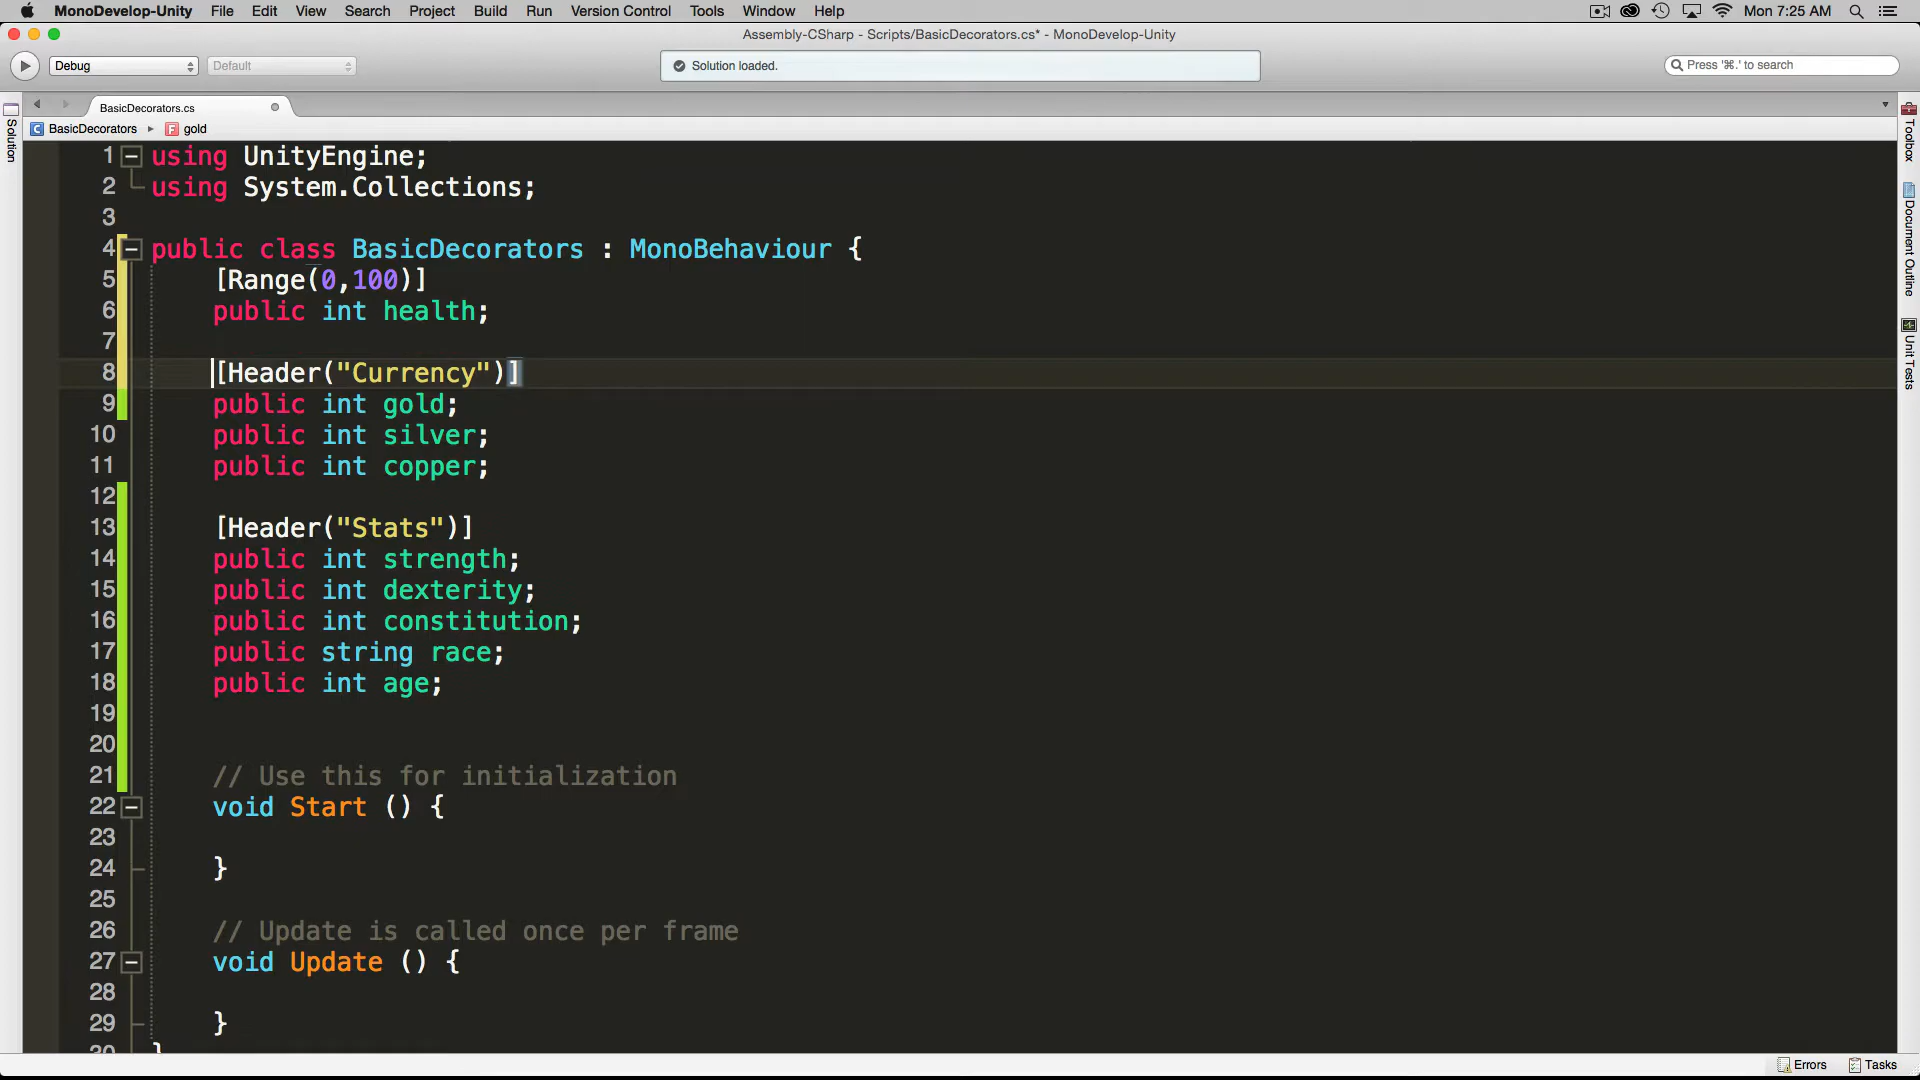 MonoDevelop-Unity File Edit View Search Project Build Run Version Control Tools Window Help Mon 7:25 AM
Assembly-CSharp - Scripts/BasicDecorators.cs* - MonoDevelop-Unity
Debug Default Solution loaded. Press '⌘.' to search
BasicDecorators.cs
BasicDecorators gold
Solution
Toolbox
Document Outline
Unit Tests
1 using UnityEngine;
2 using System.Collections;
3
4 public class BasicDecorators : MonoBehaviour {
5 [Range(0,100)]
6 public int health;
7
8 [Header("Currency")]
9 public int gold;
10 public int silver;
11 public int copper;
12
13 [Header("Stats")]
14 public int strength;
15 public int dexterity;
16 public int constitution;
17 public string race;
18 public int age;
19
20
21 // Use this for initialization
22 void Start () {
23
24 }
25
26 // Update is called once per frame
27 void Update () {
28
29 }
30 }
Errors Tasks